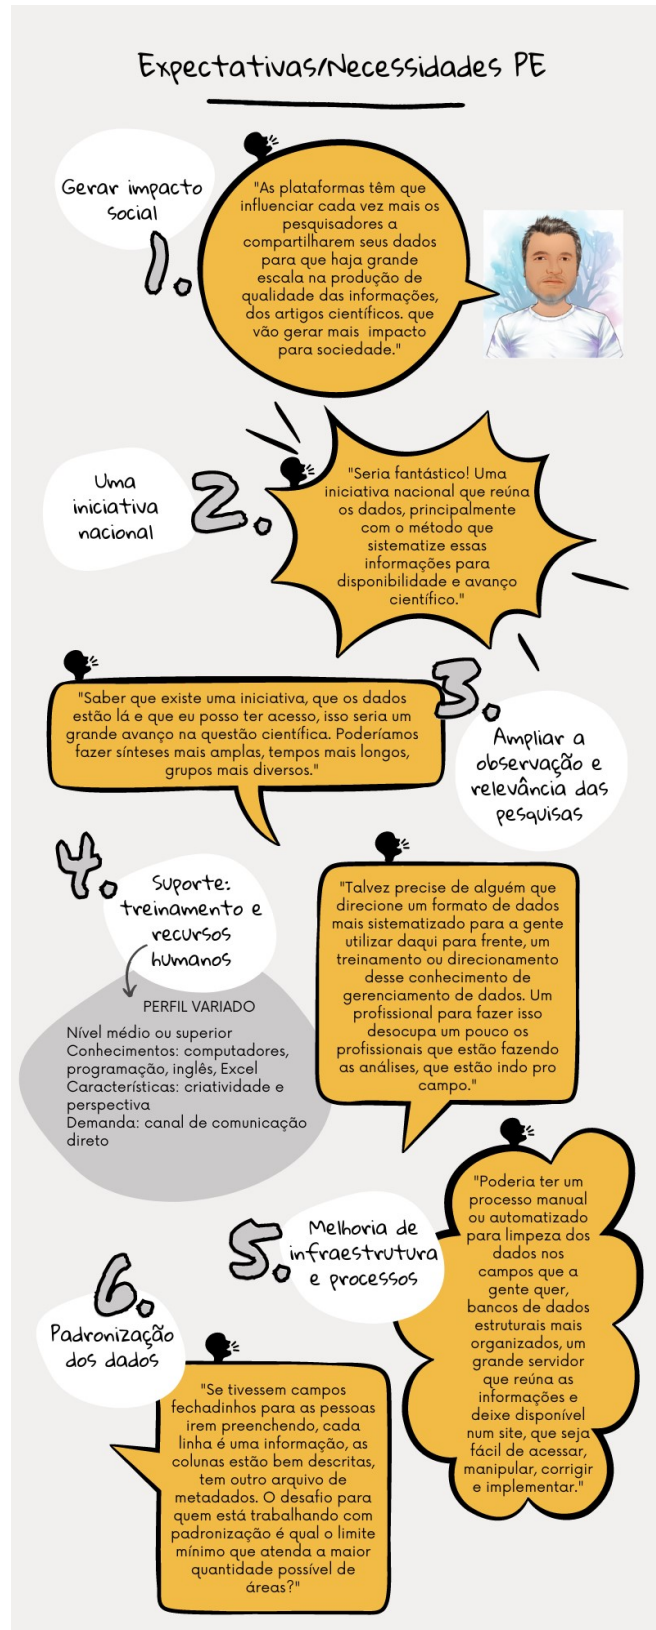 Expectativas/Necessidades PE
Gerar impacto
social
1.
"As plataformas têm que
influenciar cada vez mais os
pesquisadores a
compartilharem seus dados
para que haja grande
escala na produção de
qualidade das informações,
dos artigos científicos. que
vão gerar mais impacto
para sociedade."
Uma
iniciativa
nacional
2.
"Seria fantástico! Uma
iniciativa nacional que reúna
os dados, principalmente
com o método que
sistematize essas
informações para
disponibilidade e avanço
científico."
3.
Ampliar a
observação e
relevância das
pesquisas
"Saber que existe uma iniciativa, que os dados
estão lá e que eu posso ter acesso, isso seria um
grande avanço na questão científica. Poderíamos
fazer sínteses mais amplas, tempos mais longos,
grupos mais diversos."
4.
Suporte:
treinamento e
recursos
humanos
PERFIL VARIADO
Nível médio ou superior
Conhecimentos: computadores,
programação, inglês, Excel
Características: criatividade e
perspectiva
Demanda: canal de comunicação
direto
"Talvez precise de alguém que
direcione um formato de dados
mais sistematizado para a gente
utilizar daqui para frente, um
treinamento ou direcionamento
desse conhecimento de
gerenciamento de dados. Um
profissional para fazer isso
desocupa um pouco os
profissionais que estão fazendo
as análises, que estão indo pro
campo."
5.
Melhoria de
infraestrutura
e processos
"Poderia ter um
processo manual
ou automatizado
para limpeza dos
dados nos
campos que a
gente quer,
bancos de dados
estruturais mais
organizados, um
grande servidor
que reúna as
informações e
deixe disponível
num site, que seja
fácil de acessar,
manipular, corrigir
e implementar."
6.
Padronização
dos dados
"Se tivessem campos
fechadinhos para as pessoas
irem preenchendo, cada
linha é uma informação, as
colunas estão bem descritas,
tem outro arquivo de
metadados. O desafio para
quem está trabalhando com
padronização é qual o limite
mínimo que atenda a maior
quantidade possível de
áreas?"